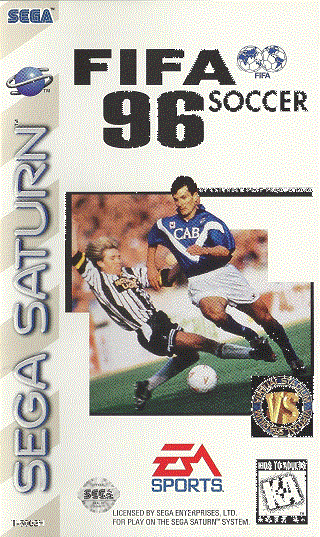 SEGA
FIFA
FIFA
96 SOCCER
SEGA SATURN
CAB
VS
EA
SPORTS
SEGA
KIDS TO ADULTS
LICENSED BY SEGA ENTERPRISES, LTD.
FOR PLAY ON THE SEGA SATURN™ SYSTEM.